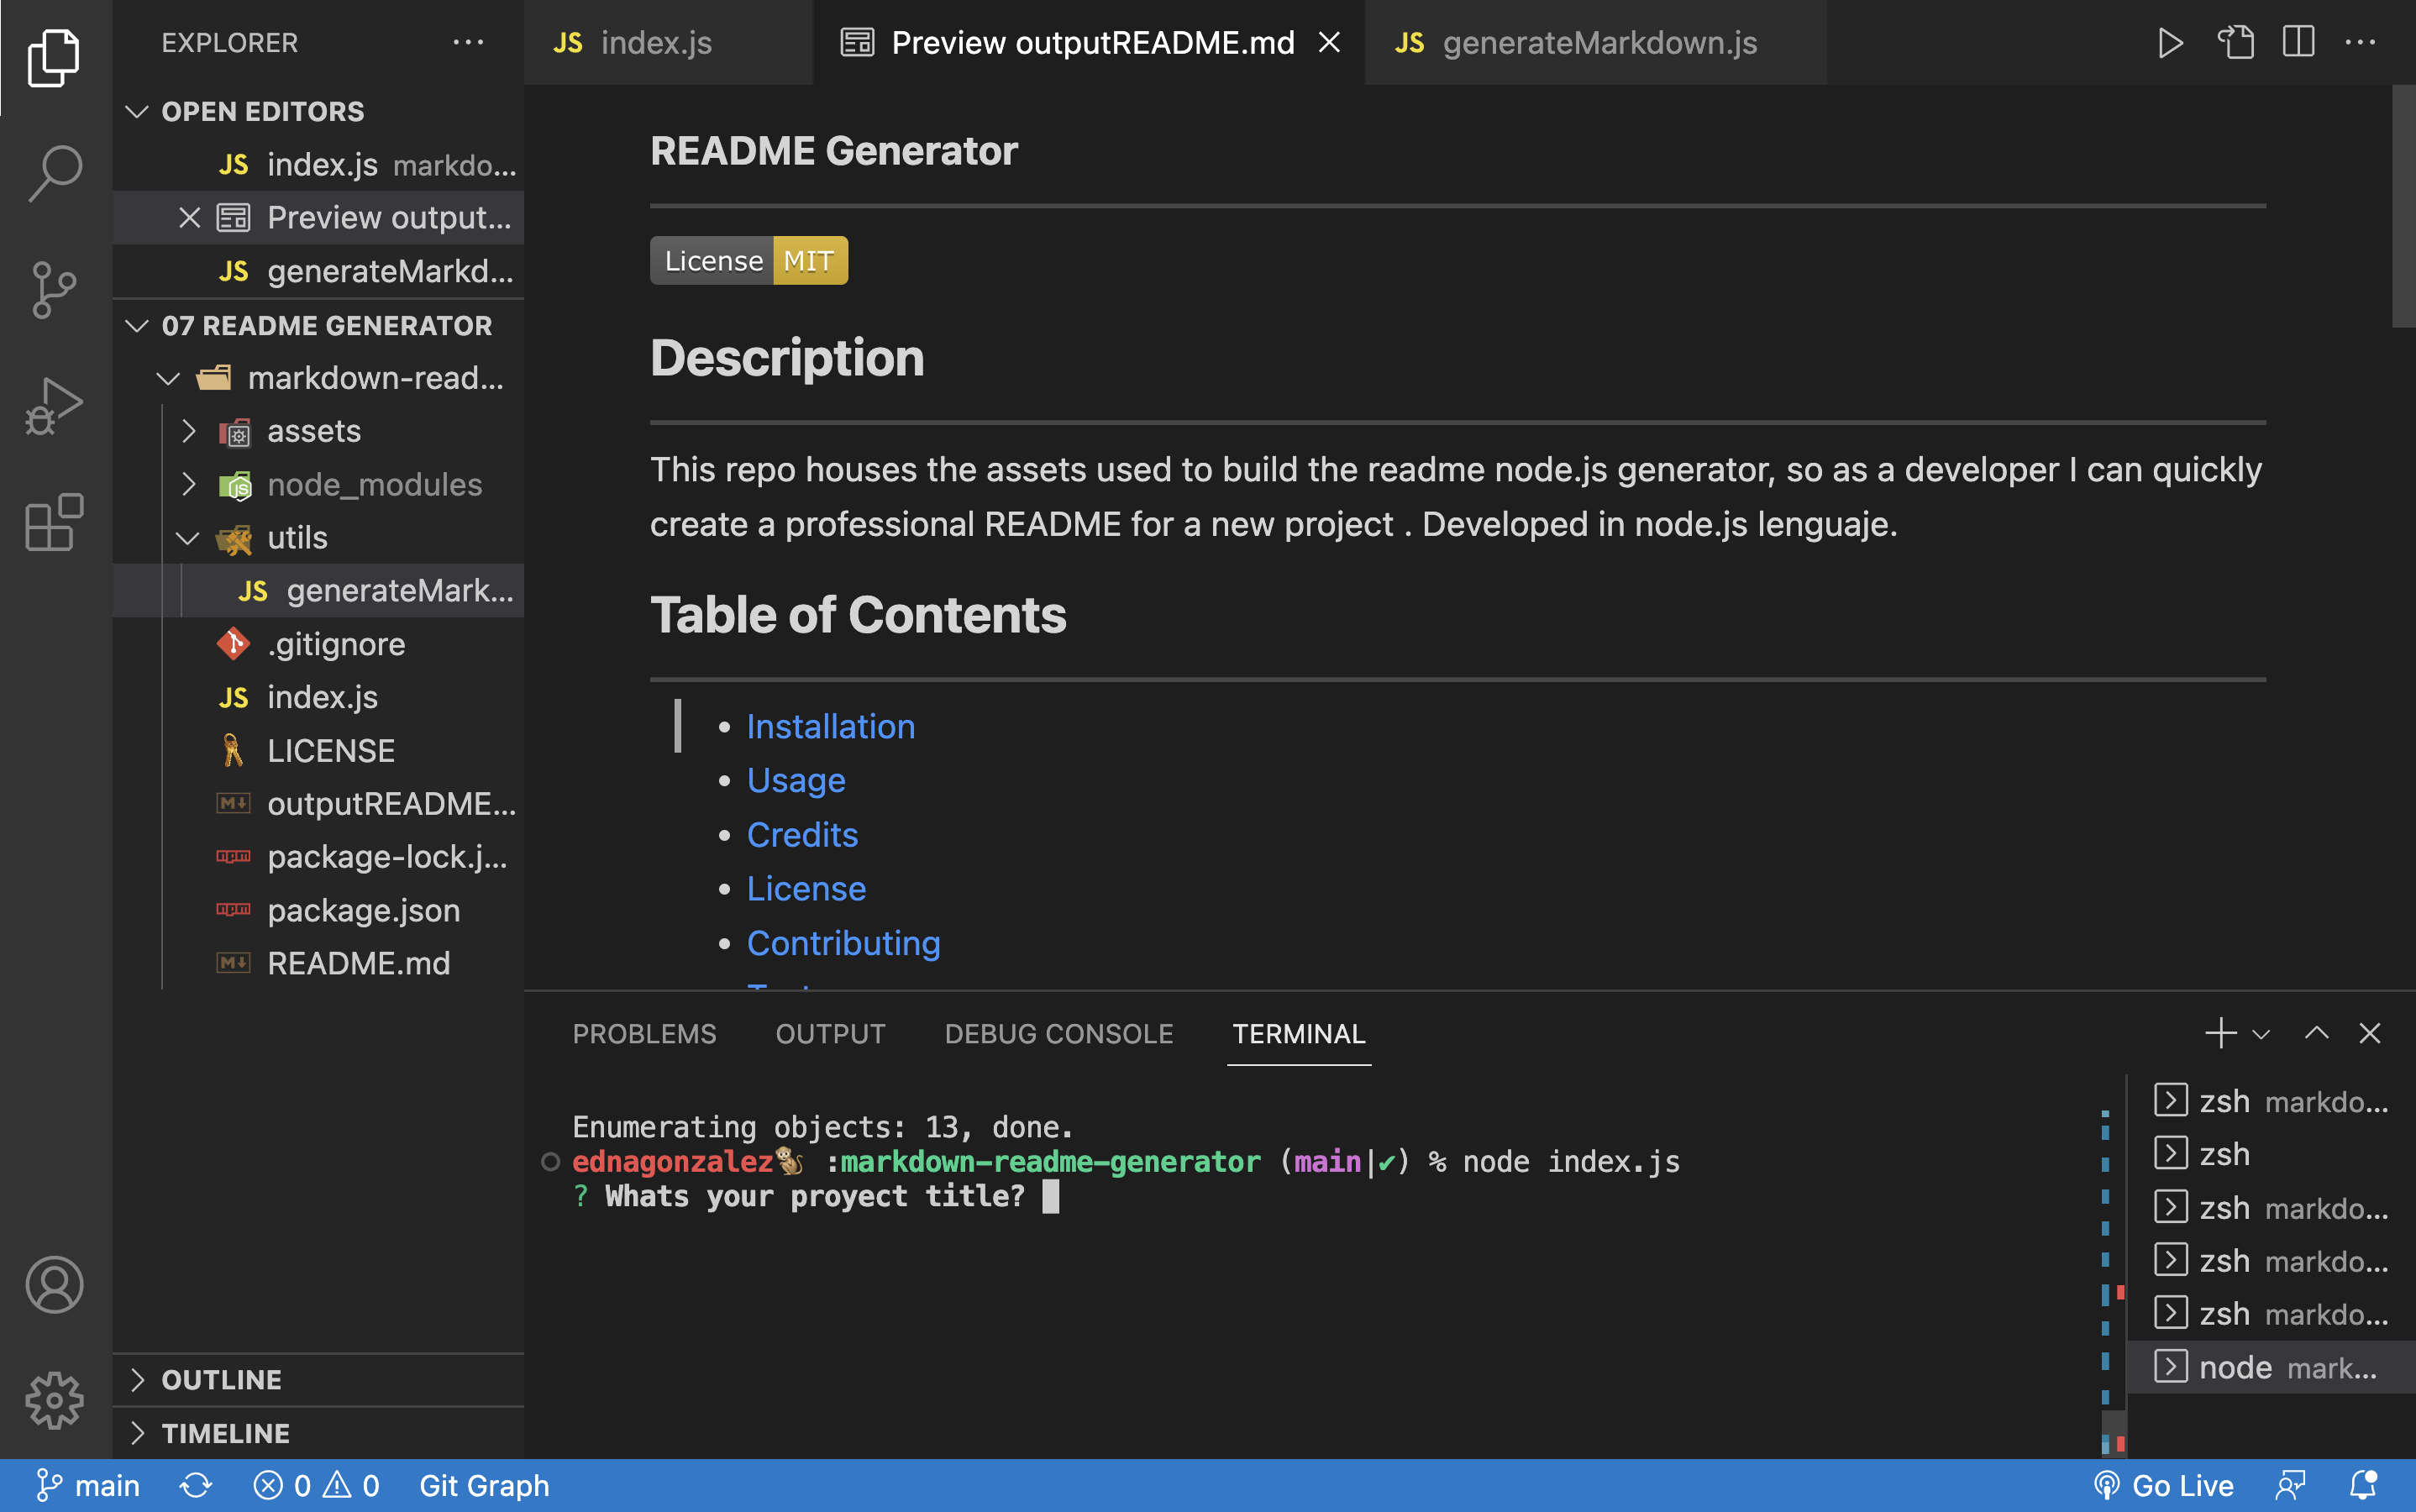 EXPLORER
OPEN EDITORS
JS index.js markdo...
Preview output...
JS generateMarkd...
07 README GENERATOR
markdown-read...
assets
node_modules
utils
JS generateMark...
.gitignore
JS index.js
LICENSE
outputREADME...
package-lock.j...
package.json
README.md
OUTLINE
TIMELINE
JS index.js
Preview outputREADME.md
JS generateMarkdown.js
README Generator
License MIT
Description
This repo houses the assets used to build the readme node.js generator, so as a developer I can quickly
create a professional README for a new project . Developed in node.js lenguaje.
Table of Contents
• Installation
• Usage
• Credits
• License
• Contributing
PROBLEMS OUTPUT DEBUG CONSOLE TERMINAL
Enumerating objects: 13, done.
ednagonzalez🐒 :markdown-readme-generator (main|✔) % node index.js
? Whats your proyect title?
zsh markdo...
zsh
zsh markdo...
zsh markdo...
zsh markdo...
node mark...
main 0 0 Git Graph Go Live